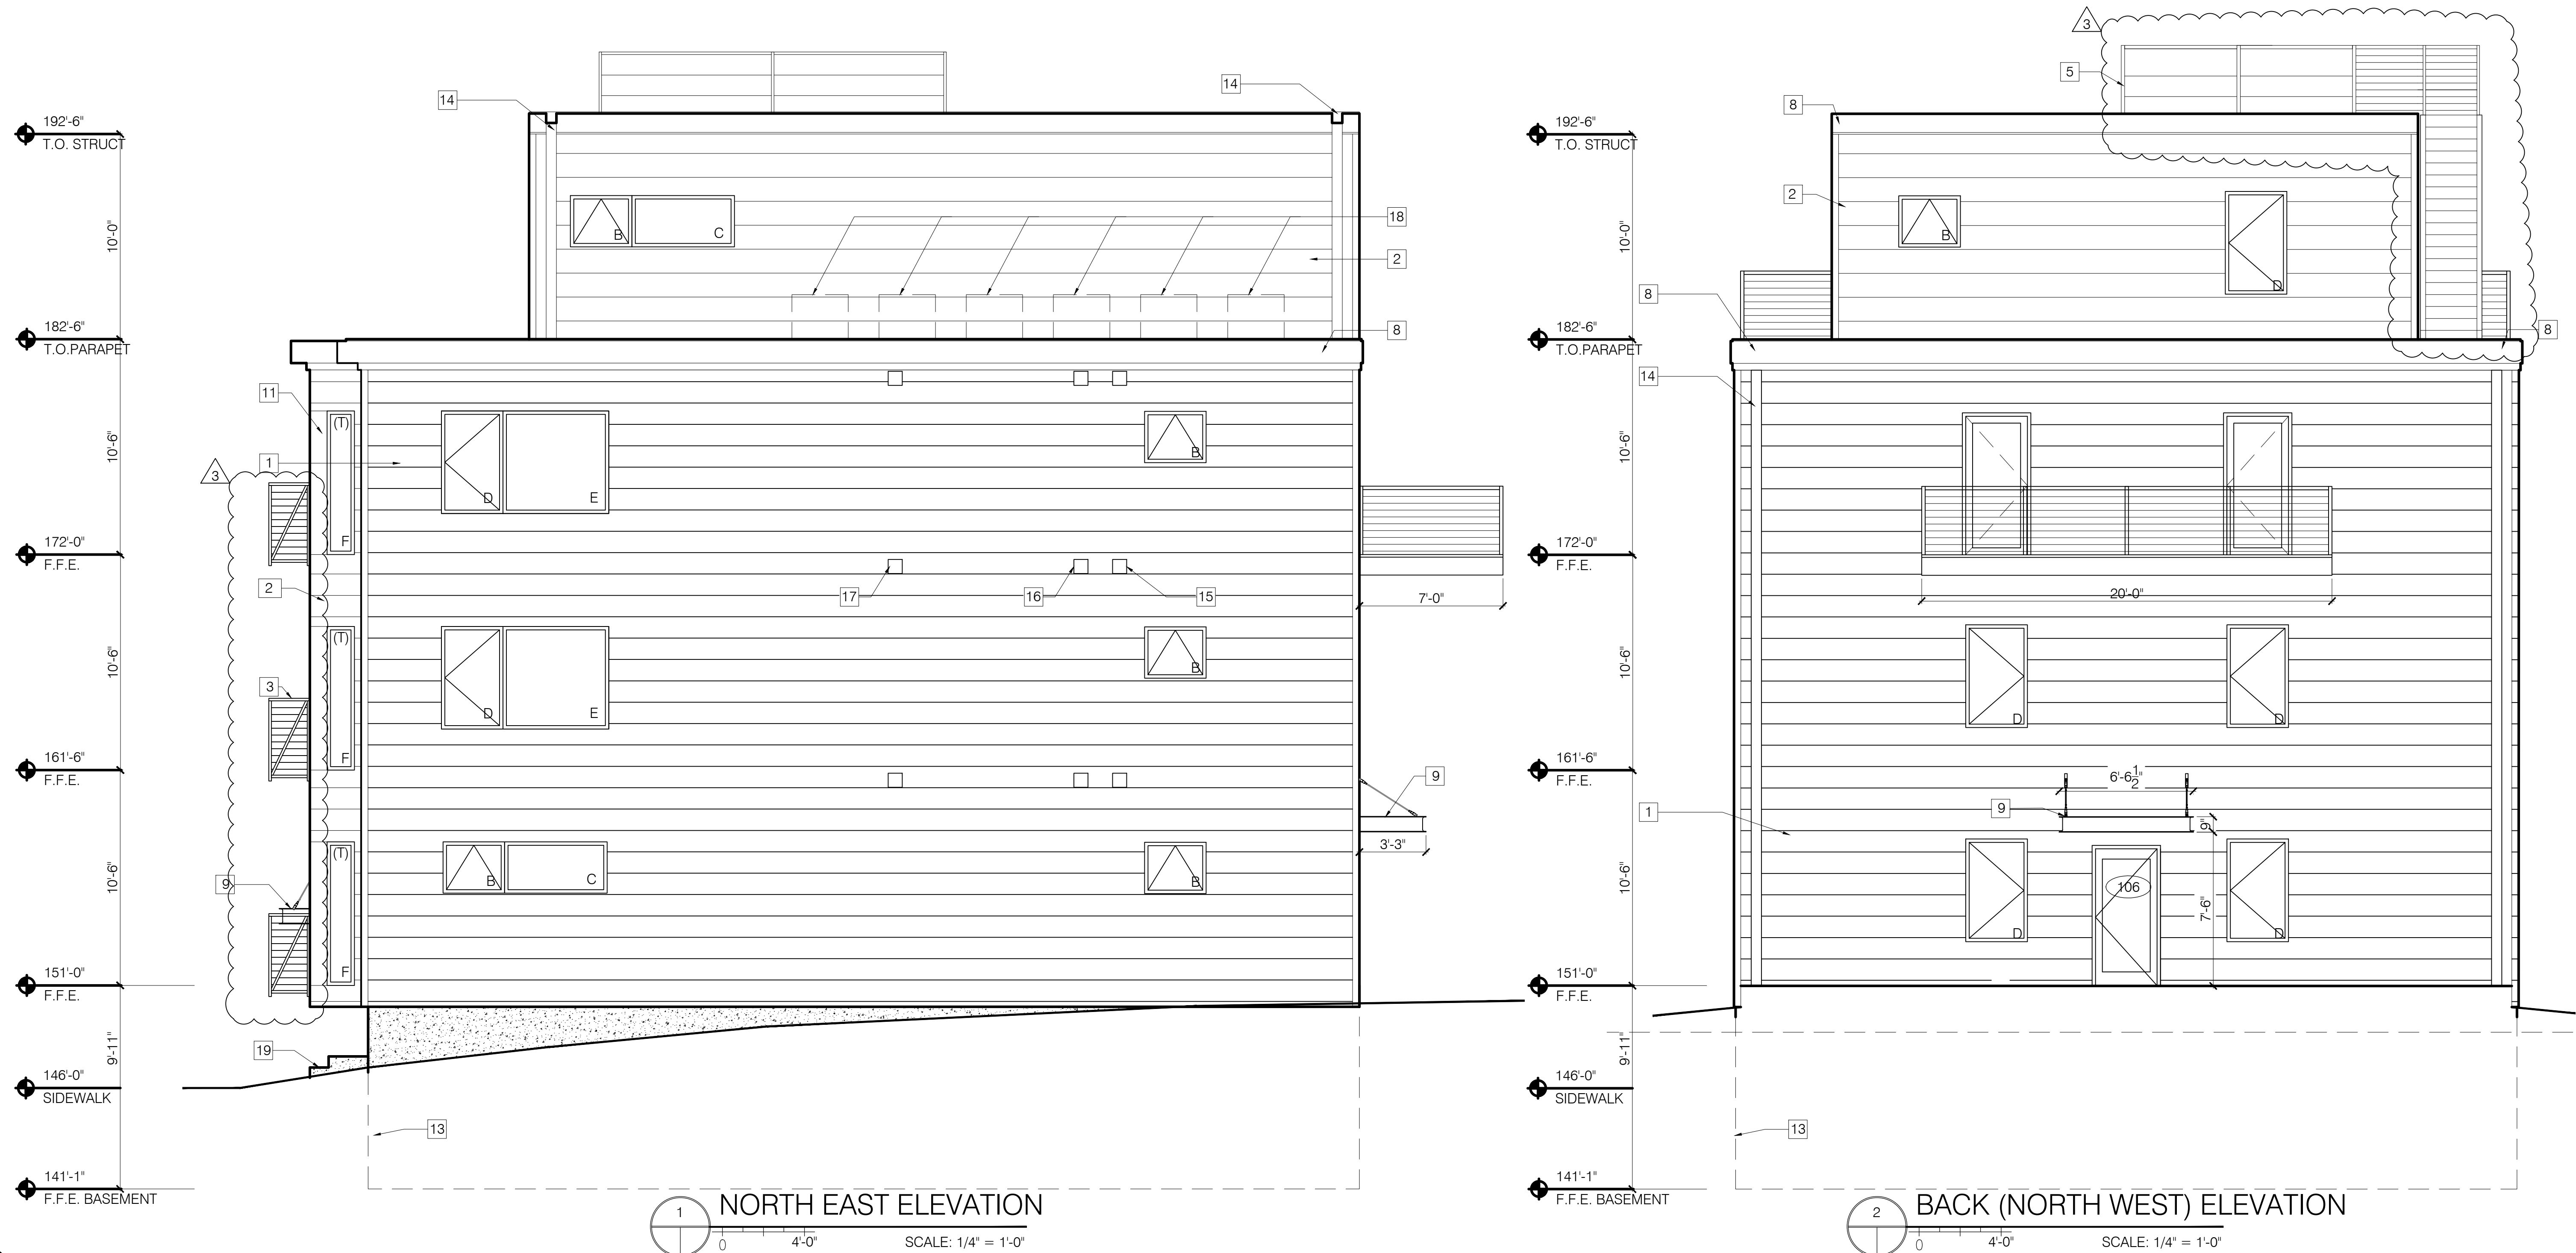 3
5
14
14
8
192'-6"
T.O. STRUCT
192'-6"
T.O. STRUCT
10'-0"
B
C
18
2
10'-0"
2
B
D
8
182'-6"
T.O.PARAPET
8
182'-6"
T.O.PARAPET
8
11
(T)
14
10'-6"
1
3
D
E
B
F
10'-6"
172'-0"
F.F.E.
172'-0"
F.F.E.
2
17
16
15
7'-0"
20'-0"
(T)
10'-6"
D
E
B
F
3
10'-6"
D
D
161'-6"
F.F.E.
9
161'-6"
F.F.E.
6'-6 1/2"
9
1
9"
3'-3"
(T)
10'-6"
9
B
C
B
F
10'-6"
106
7'-6"
D
D
151'-0"
F.F.E.
151'-0"
F.F.E.
9'-11"
19
9'-11"
146'-0"
SIDEWALK
146'-0"
SIDEWALK
13
13
141'-1"
F.F.E. BASEMENT
141'-1"
F.F.E. BASEMENT
1
NORTH EAST ELEVATION
0
4'-0"
SCALE: 1/4" = 1'-0"
2
BACK (NORTH WEST) ELEVATION
0
4'-0"
SCALE: 1/4" = 1'-0"